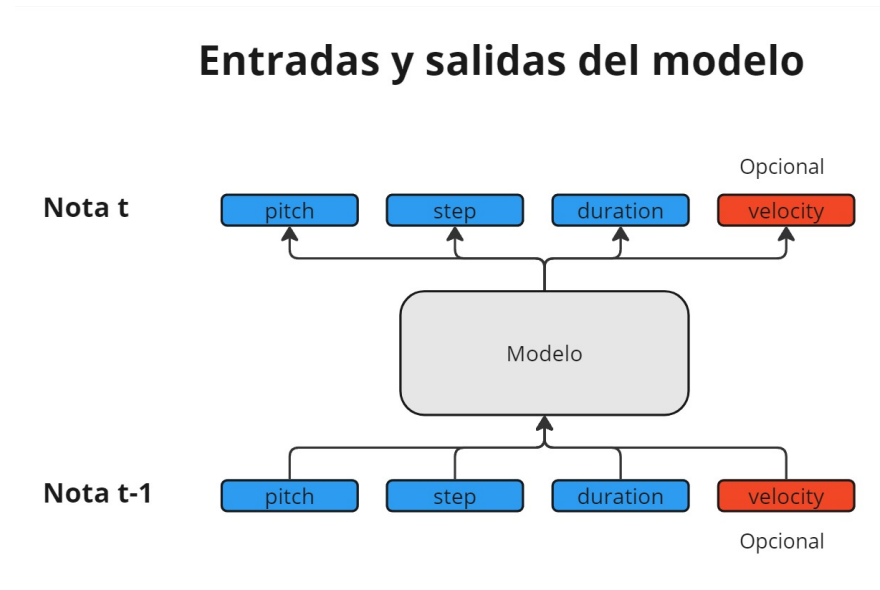 Entradas y salidas del modelo
Opcional
Nota t pitch step duration velocity
Modelo
Nota t-1 pitch step duration velocity
Opcional